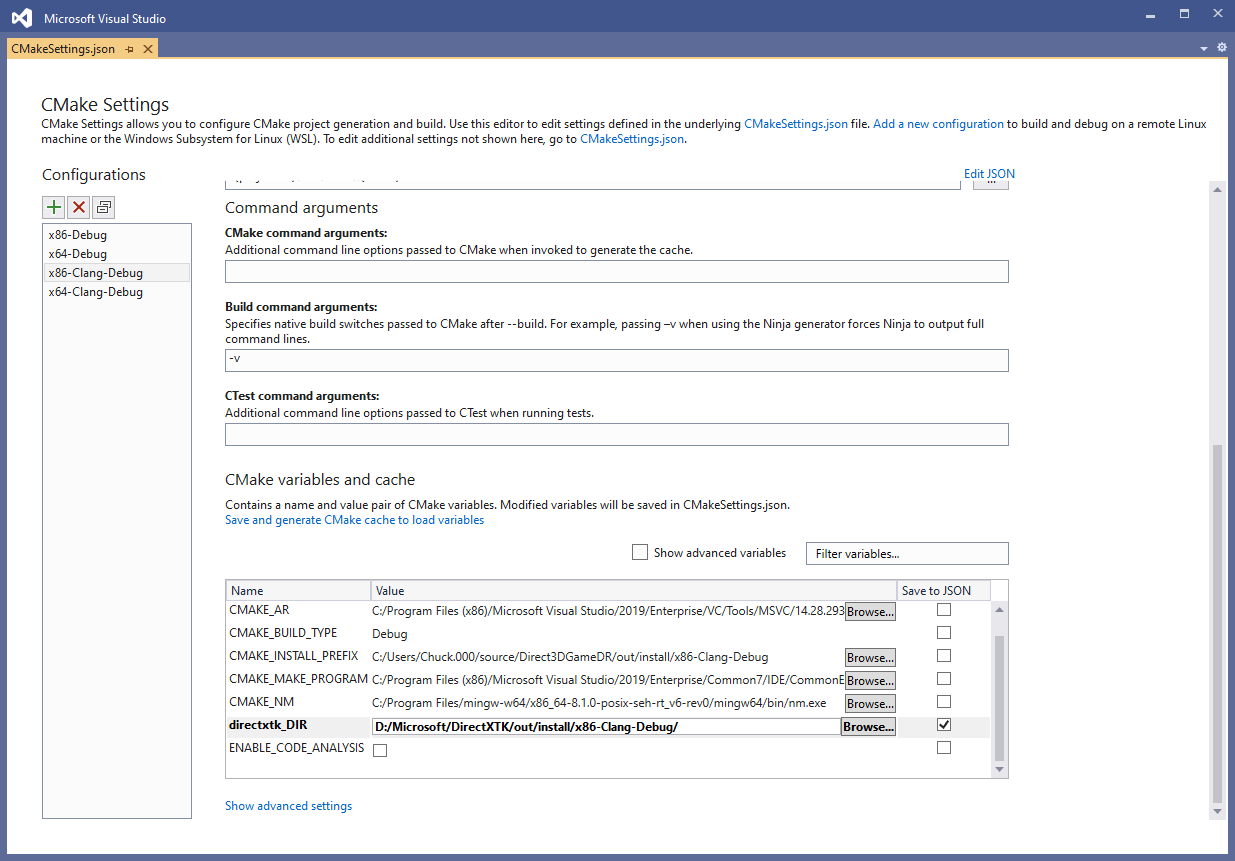 Microsoft Visual Studio
CMakeSettings.json
CMake Settings
CMake Settings allows you to configure CMake project generation and build. Use this editor to edit settings defined in the underlying CMakeSettings.json file. Add a new configuration to build and debug on a remote Linux
machine or the Windows Subsystem for Linux (WSL). To edit additional settings not shown here, go to CMakeSettings.json.
Configurations
Edit JSON
...
x86-Debug
x64-Debug
x86-Clang-Debug
x64-Clang-Debug
Command arguments
CMake command arguments:
Additional command line options passed to CMake when invoked to generate the cache.
Build command arguments:
Specifies native build switches passed to CMake after --build. For example, passing –v when using the Ninja generator forces Ninja to output full
command lines.
-v
CTest command arguments:
Additional command line options passed to CTest when running tests.
CMake variables and cache
Contains a name and value pair of CMake variables. Modified variables will be saved in CMakeSettings.json.
Save and generate CMake cache to load variables
Show advanced variables
Filter variables...
Name Value Save to JSON
CMAKE_AR C:/Program Files (x86)/Microsoft Visual Studio/2019/Enterprise/VC/Tools/MSVC/14.28.293 Browse...
CMAKE_BUILD_TYPE Debug
CMAKE_INSTALL_PREFIX C:/Users/Chuck.000/source/Direct3DGameDR/out/install/x86-Clang-Debug Browse...
CMAKE_MAKE_PROGRAM C:/Program Files (x86)/Microsoft Visual Studio/2019/Enterprise/Common7/IDE/CommonE Browse...
CMAKE_NM C:/Program Files/mingw-w64/x86_64-8.1.0-posix-seh-rt_v6-rev0/mingw64/bin/nm.exe Browse...
directxtk_DIR D:/Microsoft/DirectXTK/out/install/x86-Clang-Debug/ Browse...
ENABLE_CODE_ANALYSIS
Show advanced settings